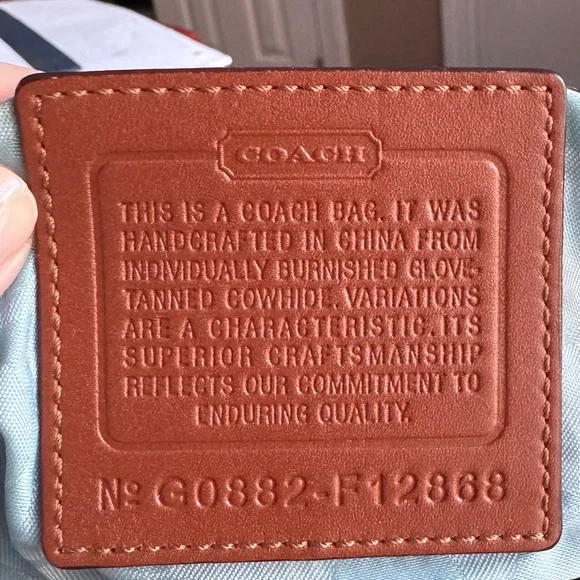 COACH
THIS IS A COACH BAG. IT WAS
HANDCRAFTED IN CHINA FROM
INDIVIDUALLY BURNISHED GLOVE-
TANNED COWHIDE. VARIATIONS
ARE A CHARACTERISTIC. ITS
SUPERIOR CRAFTSMANSHIP
REFLECTS OUR COMMITMENT TO
ENDURING QUALITY.
Nº G0882-F12868